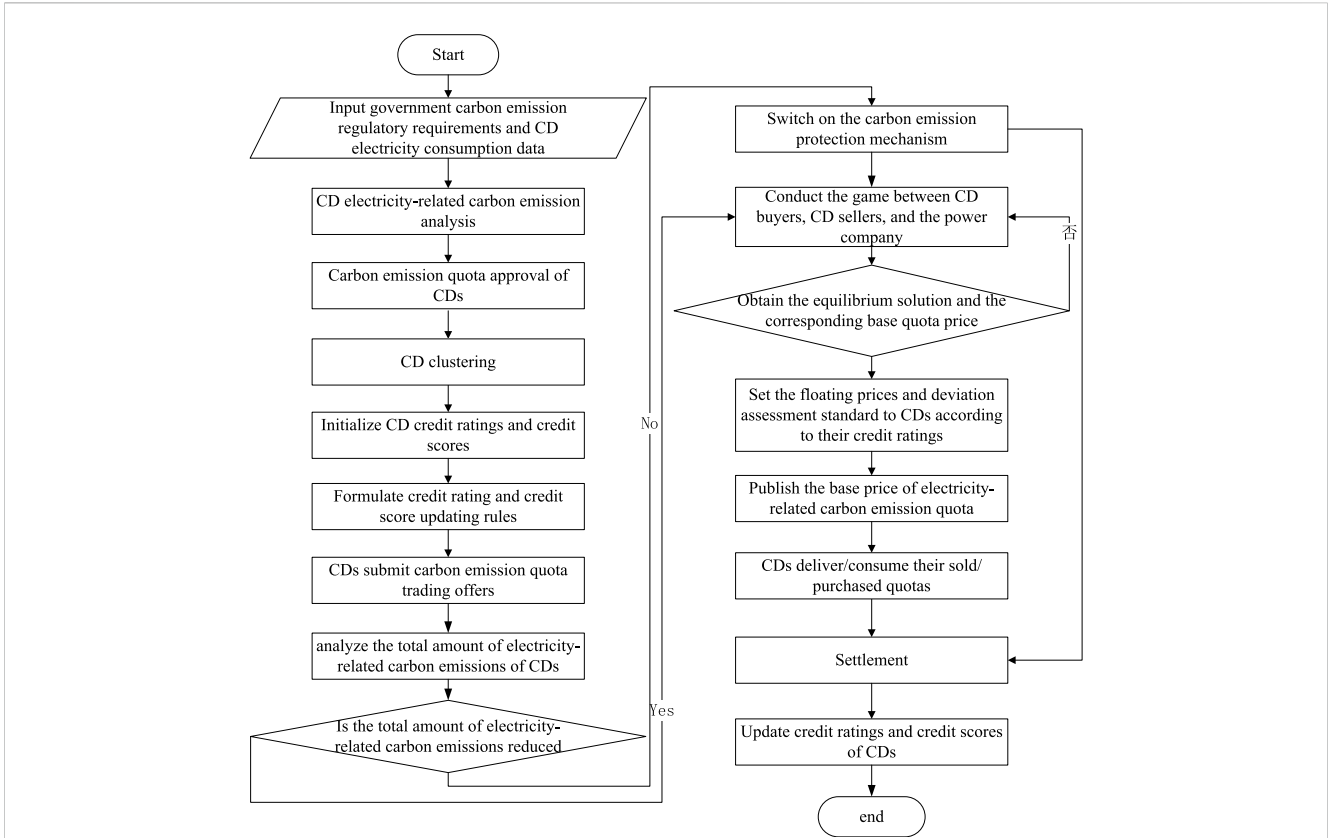 Start
Input government carbon emission
regulatory requirements and CD
electricity consumption data
CD electricity-related carbon emission
analysis
Carbon emission quota approval of
CDs
CD clustering
Initialize CD credit ratings and credit
scores
Formulate credit rating and credit
score updating rules
CDs submit carbon emission quota
trading offers
analyze the total amount of electricity-
related carbon emissions of CDs
Is the total amount of electricity-
related carbon emissions reduced
No
Yes
Switch on the carbon emission
protection mechanism
Conduct the game between CD
buyers, CD sellers, and the power
company
否
Obtain the equilibrium solution and the
corresponding base quota price
Set the floating prices and deviation
assessment standard to CDs according
to their credit ratings
Publish the base price of electricity-
related carbon emission quota
CDs deliver/consume their sold/
purchased quotas
Settlement
Update credit ratings and credit scores
of CDs
end